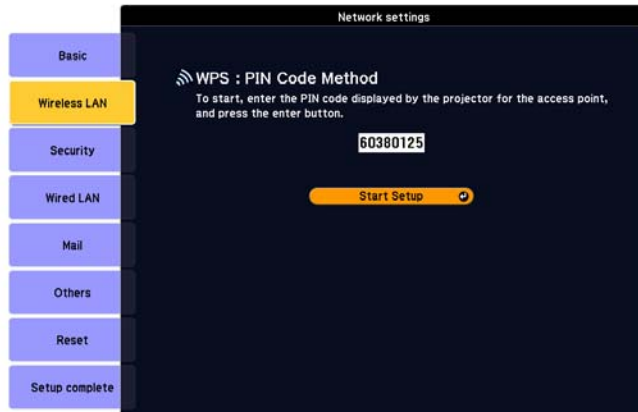 Network settings
Basic
Wireless LAN
Security
Wired LAN
Mail
Others
Reset
Setup complete
WPS : PIN Code Method
To start, enter the PIN code displayed by the projector for the access point,
and press the enter button.
60380125
Start Setup